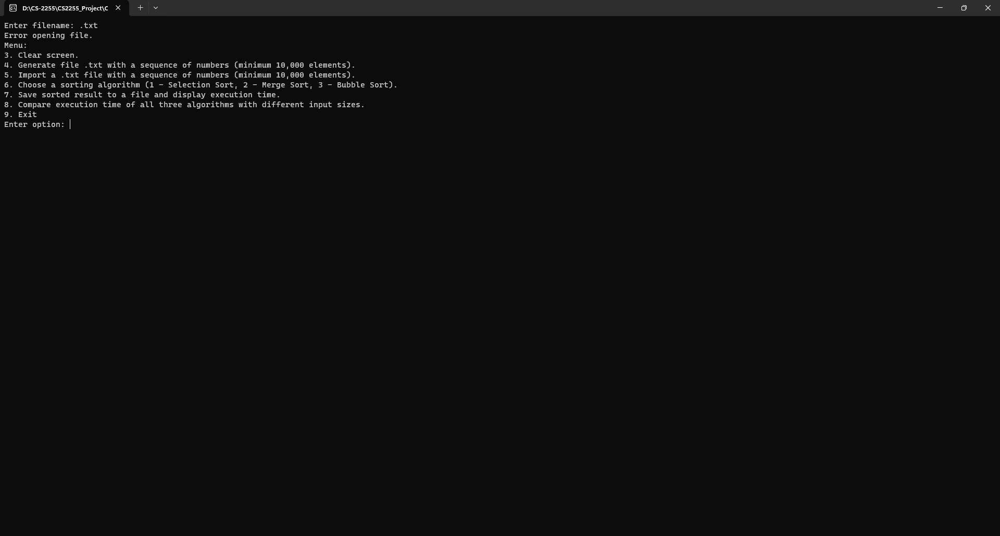 D:\CS-2255\CS2255_Project\C
Enter filename: .txt
Error opening file.
Menu:
3. Clear screen.
4. Generate file .txt with a sequence of numbers (minimum 10,000 elements).
5. Import a .txt file with a sequence of numbers (minimum 10,000 elements).
6. Choose a sorting algorithm (1 - Selection Sort, 2 - Merge Sort, 3 - Bubble Sort).
7. Save sorted result to a file and display execution time.
8. Compare execution time of all three algorithms with different input sizes.
9. Exit
Enter option: